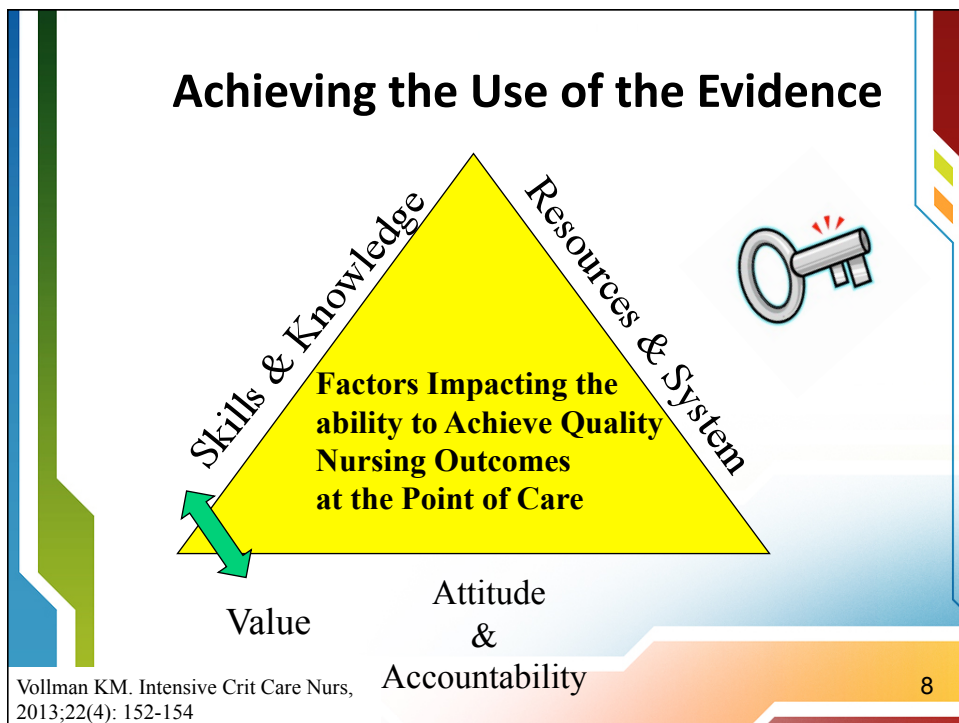 Achieving the Use of the Evidence
Skills & Knowledge
Resources & System
Factors Impacting the
ability to Achieve Quality
Nursing Outcomes
at the Point of Care
Value
Attitude
&
Accountability
Vollman KM. Intensive Crit Care Nurs,
2013;22(4): 152-154
8